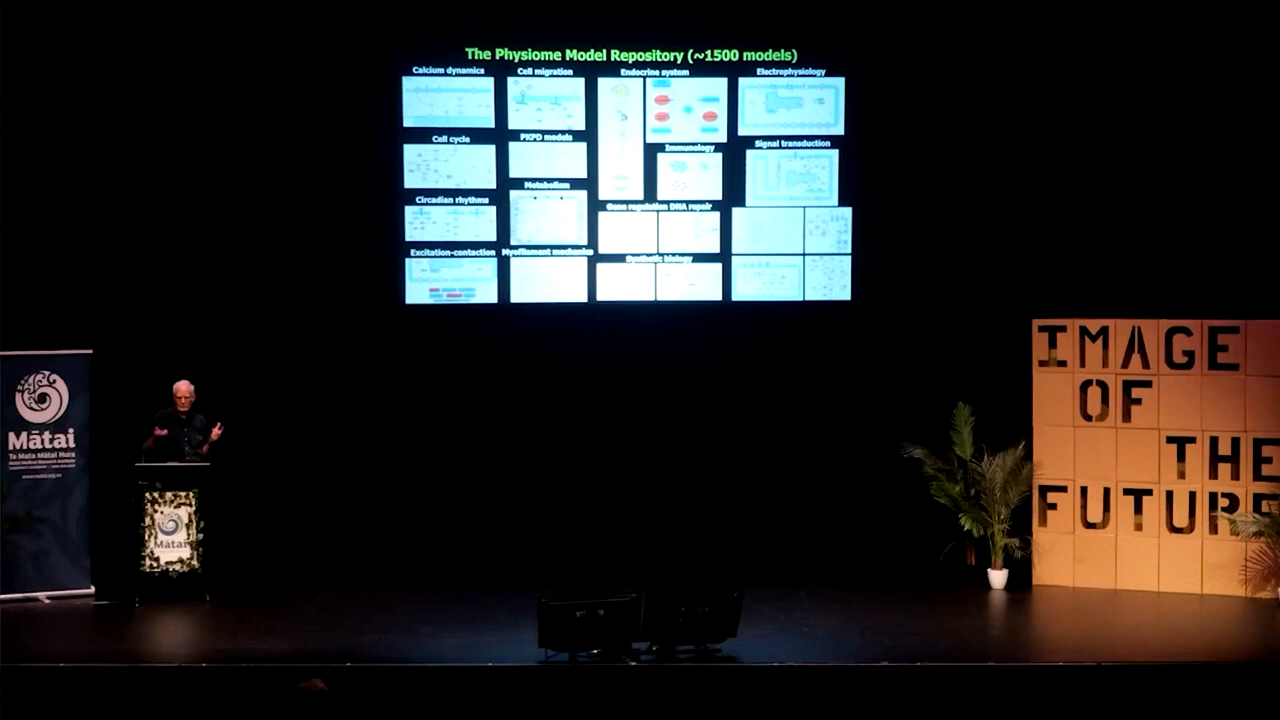 The Physiome Model Repository (~1500 models)
Calcium dynamics
Cell migration
Endocrine system
Electrophysiology
Cell cycle
PKPD models
Immunology
Signal transduction
Metabolism
Circadian rhythms
Gene regulation DNA repair
Excitation-contaction
Myofilament mechanics
Synthetic biology
Mātai
Te Mata Mātai Nura
www.matai.org.nz
Mātai
IMAGE
OF
THE
FUTURE